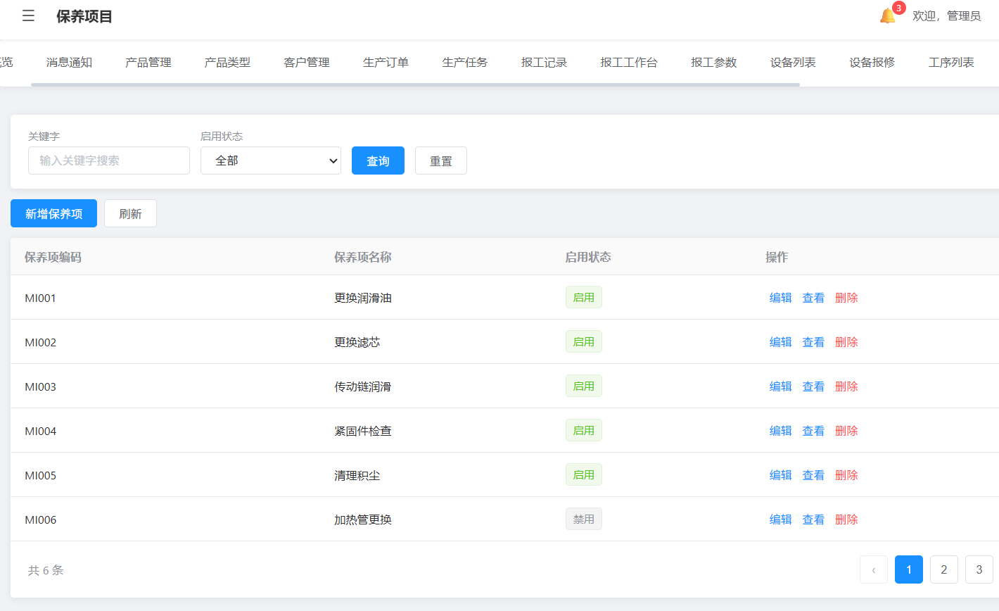 ☰ 保养项目 3 欢迎，管理员
览 消息通知 产品管理 产品类型 客户管理 生产订单 生产任务 报工记录 报工工作台 报工参数 设备列表 设备报修 工序列表
关键字 启用状态
输入关键字搜索 全部 查询 重置
新增保养项 刷新
保养项编码 保养项名称 启用状态 操作
MI001 更换润滑油 启用 编辑 查看 删除
MI002 更换滤芯 启用 编辑 查看 删除
MI003 传动链润滑 启用 编辑 查看 删除
MI004 紧固件检查 启用 编辑 查看 删除
MI005 清理积尘 启用 编辑 查看 删除
MI006 加热管更换 禁用 编辑 查看 删除
共 6 条 ‹ 1 2 3